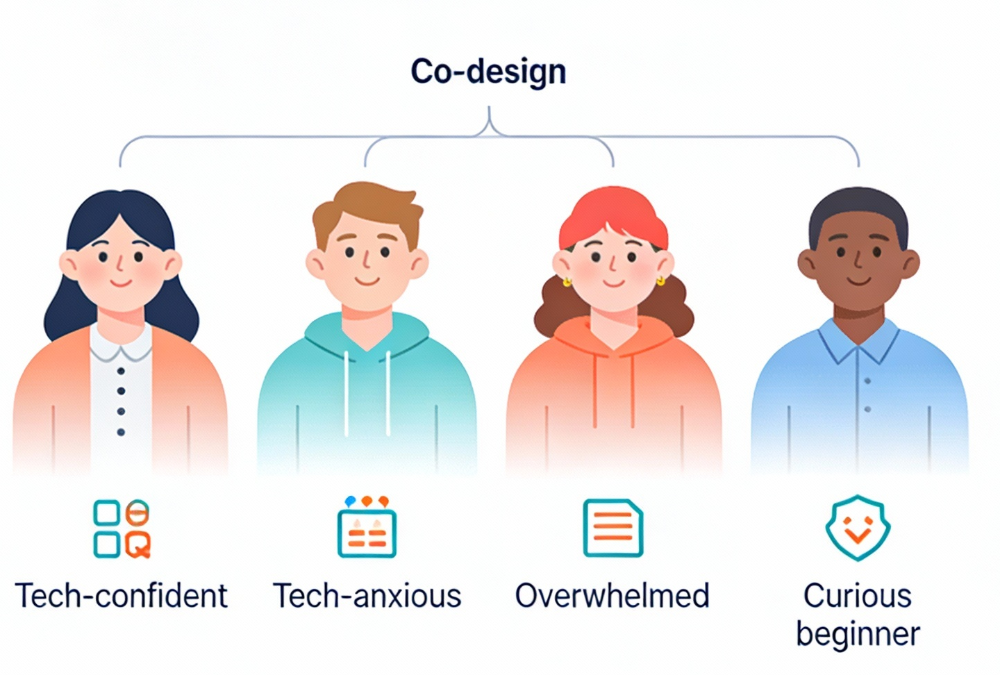 Co-design
Tech-confident
Tech-anxious
Overwhelmed
Curious
beginner